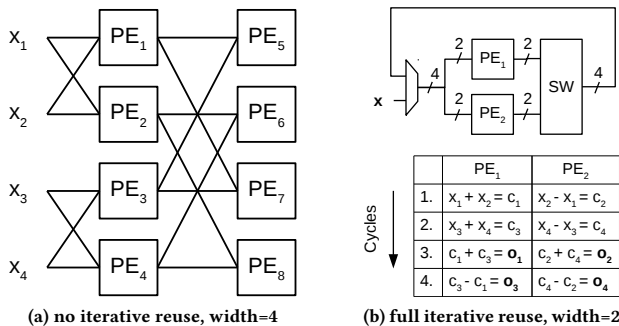 x₁ PE₁ PE₅
x₂ PE₂ PE₆
x₃ PE₃ PE₇
x₄ PE₄ PE₈
(a) no iterative reuse, width=4
2 PE₁ 2
x 4 SW 4
2 PE₂ 2
PE₁ PE₂
Cycles
1. x₁ + x₂ = c₁ x₂ - x₁ = c₂
2. x₃ + x₄ = c₃ x₄ - x₃ = c₄
3. c₁ + c₃ = o₁ c₂ + c₄ = o₂
4. c₃ - c₁ = o₃ c₄ - c₂ = o₄
(b) full iterative reuse, width=2